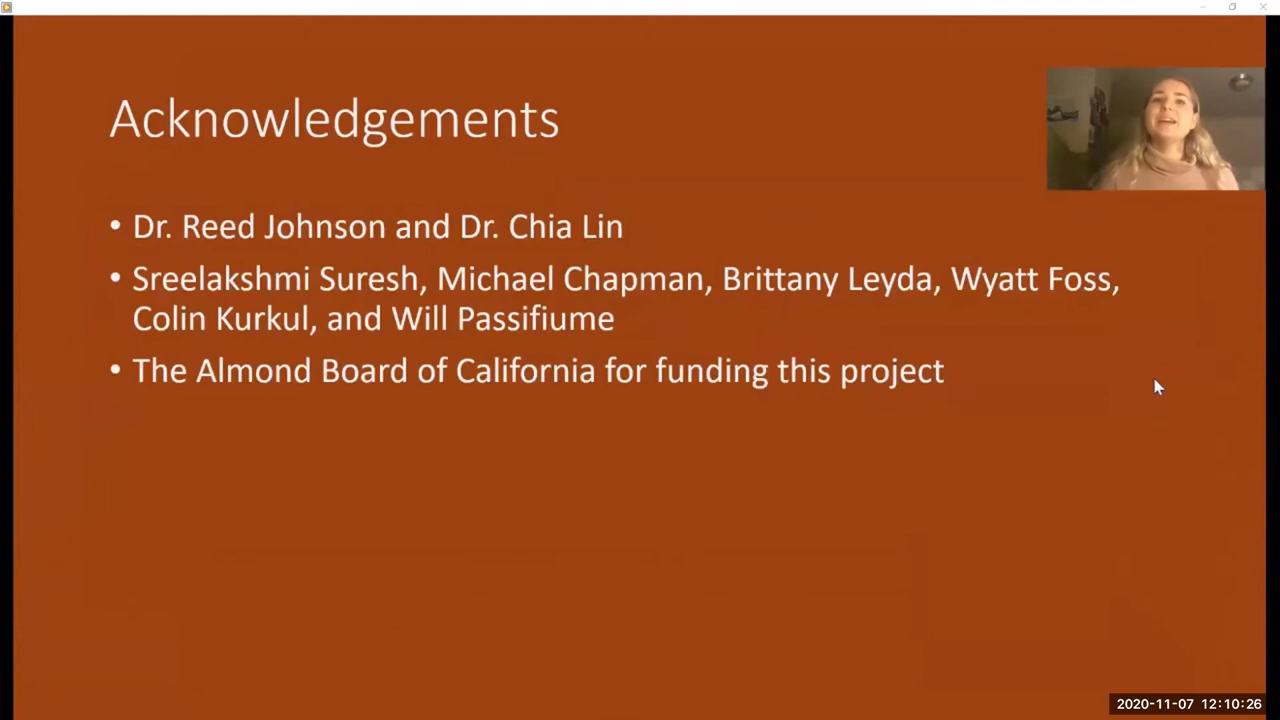 Acknowledgements
• Dr. Reed Johnson and Dr. Chia Lin
• Sreelakshmi Suresh, Michael Chapman, Brittany Leyda, Wyatt Foss,
Colin Kurkul, and Will Passifiume
• The Almond Board of California for funding this project
2020-11-07 12:10:26